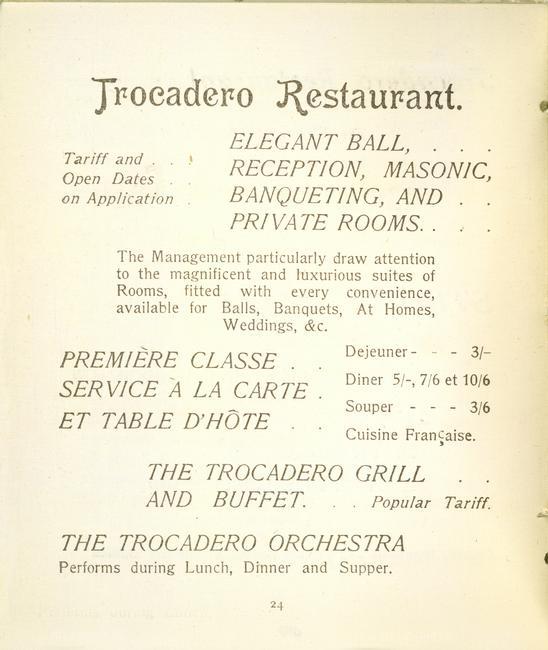 Trocadero Restaurant.
Tariff and . . .
Open Dates . .
on Application .
ELEGANT BALL, . . .
RECEPTION, MASONIC,
BANQUETING, AND . .
PRIVATE ROOMS. . . .
The Management particularly draw attention
to the magnificent and luxurious suites of
Rooms, fitted with every convenience,
available for Balls, Banquets, At Homes,
Weddings, &c.
PREMIÈRE CLASSE . .
SERVICE À LA CARTE .
ET TABLE D'HÔTE . .
Dejeuner - - - 3/-
Diner 5/-, 7/6 et 10/6
Souper - - - 3/6
Cuisine Française.
THE TROCADERO GRILL . .
AND BUFFET. . . Popular Tariff.
THE TROCADERO ORCHESTRA
Performs during Lunch, Dinner and Supper.
24